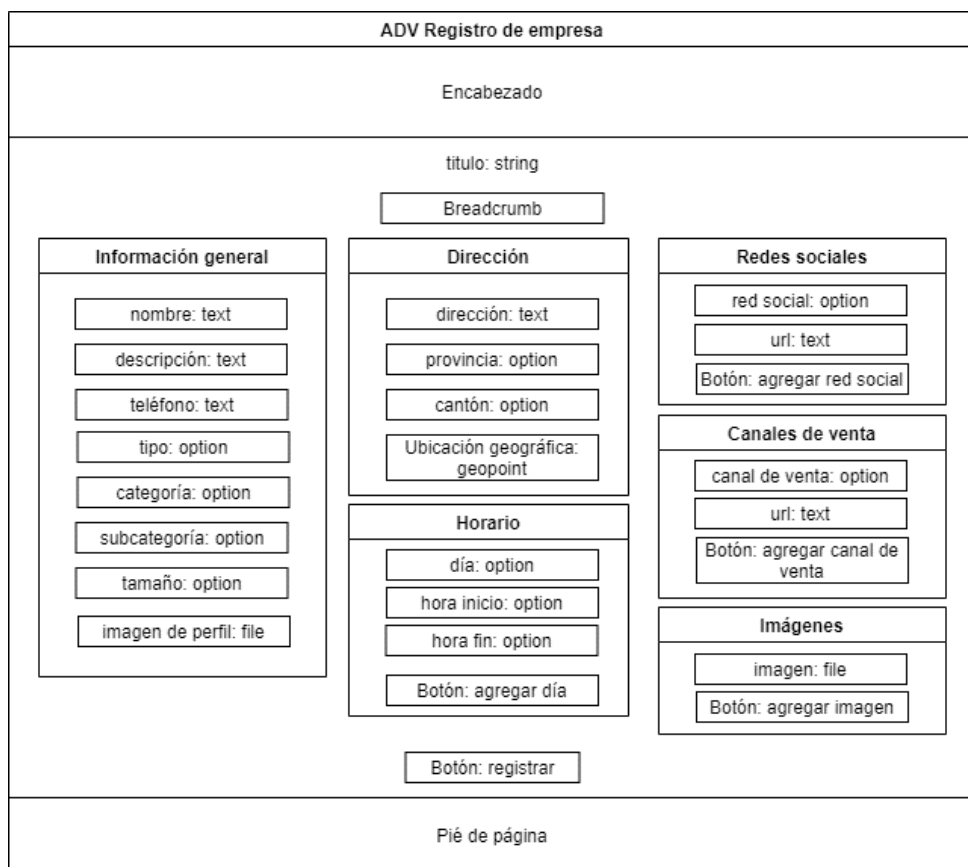 ADV Registro de empresa
Encabezado
titulo: string
Breadcrumb
Información general
nombre: text
descripción: text
teléfono: text
tipo: option
categoría: option
subcategoría: option
tamaño: option
imagen de perfil: file
Dirección
dirección: text
provincia: option
cantón: option
Ubicación geográfica:
geopoint
Horario
día: option
hora inicio: option
hora fin: option
Botón: agregar día
Redes sociales
red social: option
url: text
Botón: agregar red social
Canales de venta
canal de venta: option
url: text
Botón: agregar canal de
venta
Imágenes
imagen: file
Botón: agregar imagen
Botón: registrar
Pié de página